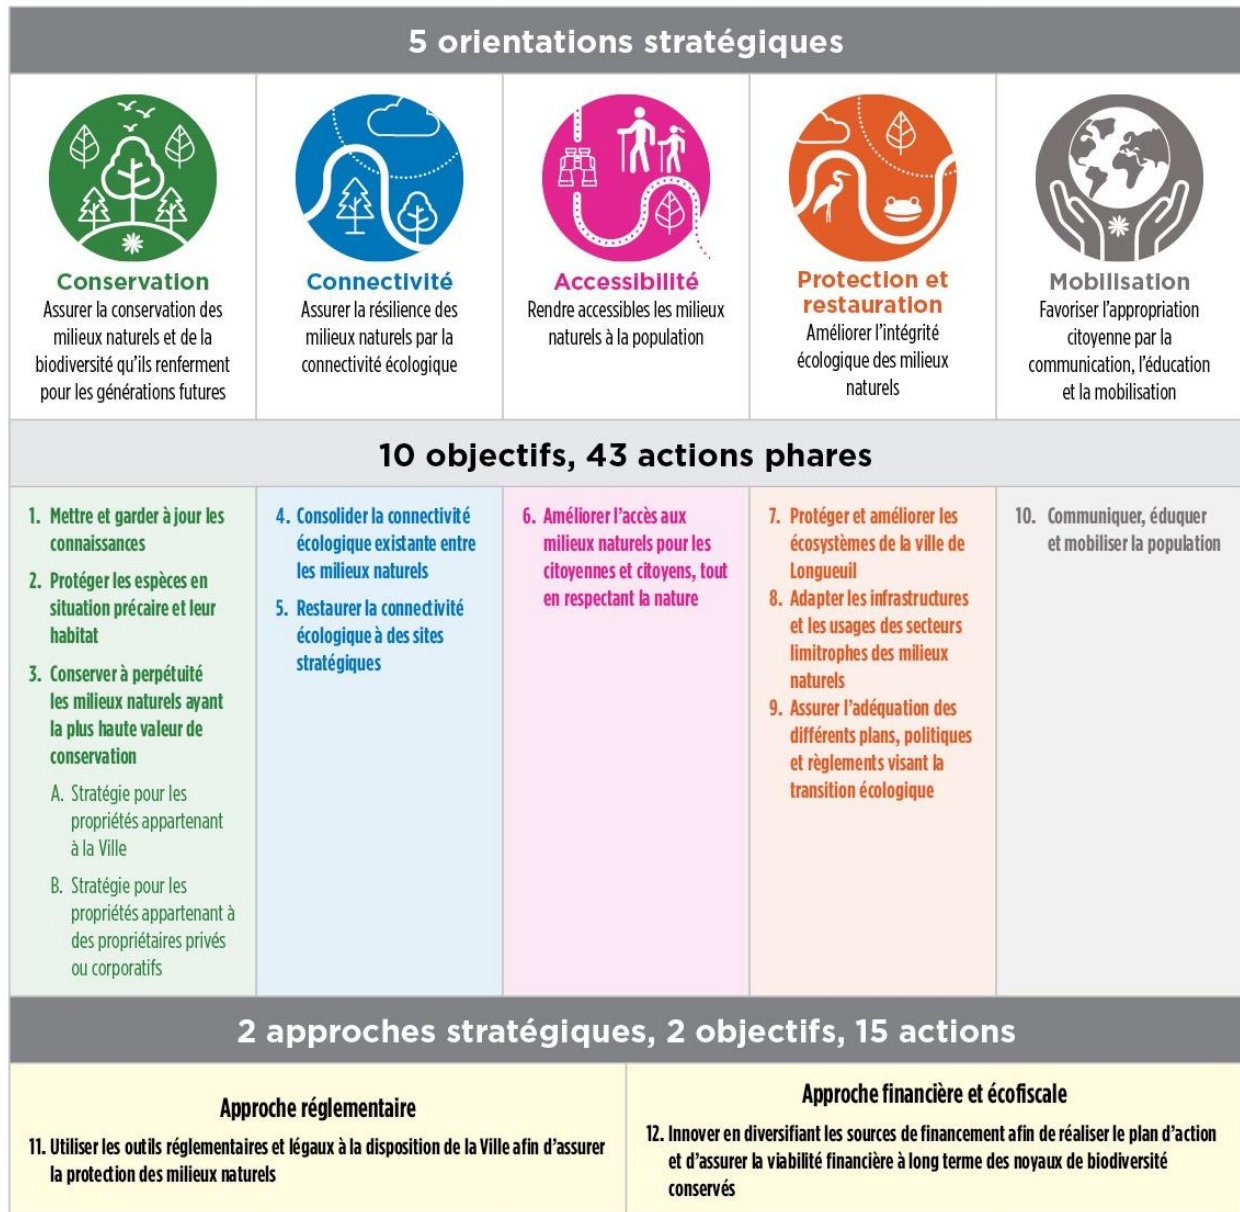 5 orientations stratégiques
Conservation
Assurer la conservation des
milieux naturels et de la
biodiversité qu'ils renferment
pour les générations futures
Connectivité
Assurer la résilience des
milieux naturels par la
connectivité écologique
Accessibilité
Rendre accessibles les milieux
naturels à la population
Protection et
restauration
Améliorer l'intégrité
écologique des milieux
naturels
Mobilisation
Favoriser l'appropriation
citoyenne par la
communication, l'éducation
et la mobilisation
10 objectifs, 43 actions phares
1. Mettre et garder à jour les
connaissances
2. Protéger les espèces en
situation précaire et leur
habitat
3. Conserver à perpétuité
les milieux naturels ayant
la plus haute valeur de
conservation
A. Stratégie pour les
propriétés appartenant
à la Ville
B. Stratégie pour les
propriétés appartenant à
des propriétaires privés
ou corporatifs
4. Consolider la connectivité
écologique existante entre
les milieux naturels
5. Restaurer la connectivité
écologique à des sites
stratégiques
6. Améliorer l'accès aux
milieux naturels pour les
citoyennes et citoyens, tout
en respectant la nature
7. Protéger et améliorer les
écosystèmes de la ville de
Longueuil
8. Adapter les infrastructures
et les usages des secteurs
limitrophes des milieux
naturels
9. Assurer l'adéquation des
différents plans, politiques
et règlements visant la
transition écologique
10. Communiquer, éduquer
et mobiliser la population
2 approches stratégiques, 2 objectifs, 15 actions
Approche réglementaire
11. Utiliser les outils réglementaires et légaux à la disposition de la Ville afin d'assurer
la protection des milieux naturels
Approche financière et écofiscale
12. Innover en diversifiant les sources de financement afin de réaliser le plan d'action
et d'assurer la viabilité financière à long terme des noyaux de biodiversité
conservés